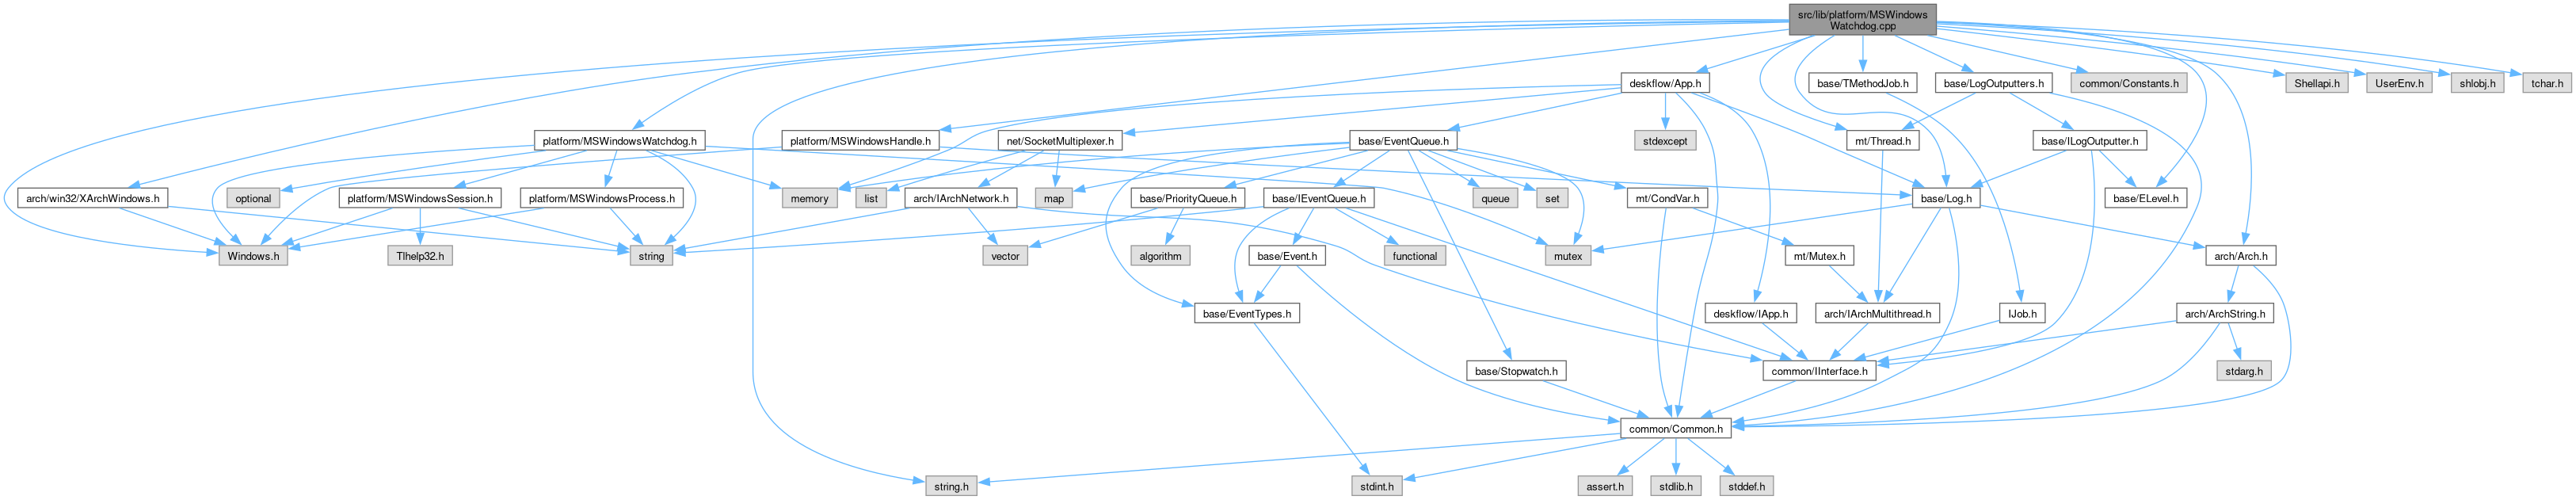 src/lib/platform/MSWindows
Watchdog.cpp
deskflow/App.h
base/TMethodJob.h
base/LogOutputters.h
common/Constants.h
Shellapi.h
UserEnv.h
shlobj.h
tchar.h
platform/MSWindowsWatchdog.h
platform/MSWindowsHandle.h
net/SocketMultiplexer.h
base/EventQueue.h
stdexcept
mt/Thread.h
base/ILogOutputter.h
arch/win32/XArchWindows.h
optional
platform/MSWindowsSession.h
platform/MSWindowsProcess.h
memory
list
arch/IArchNetwork.h
map
base/PriorityQueue.h
base/IEventQueue.h
queue
set
mt/CondVar.h
base/Log.h
base/ELevel.h
Windows.h
Tlhelp32.h
string
vector
algorithm
base/Event.h
functional
mutex
mt/Mutex.h
arch/Arch.h
base/EventTypes.h
deskflow/IApp.h
arch/IArchMultithread.h
IJob.h
arch/ArchString.h
base/Stopwatch.h
common/IInterface.h
stdarg.h
common/Common.h
string.h
stdint.h
assert.h
stdlib.h
stddef.h